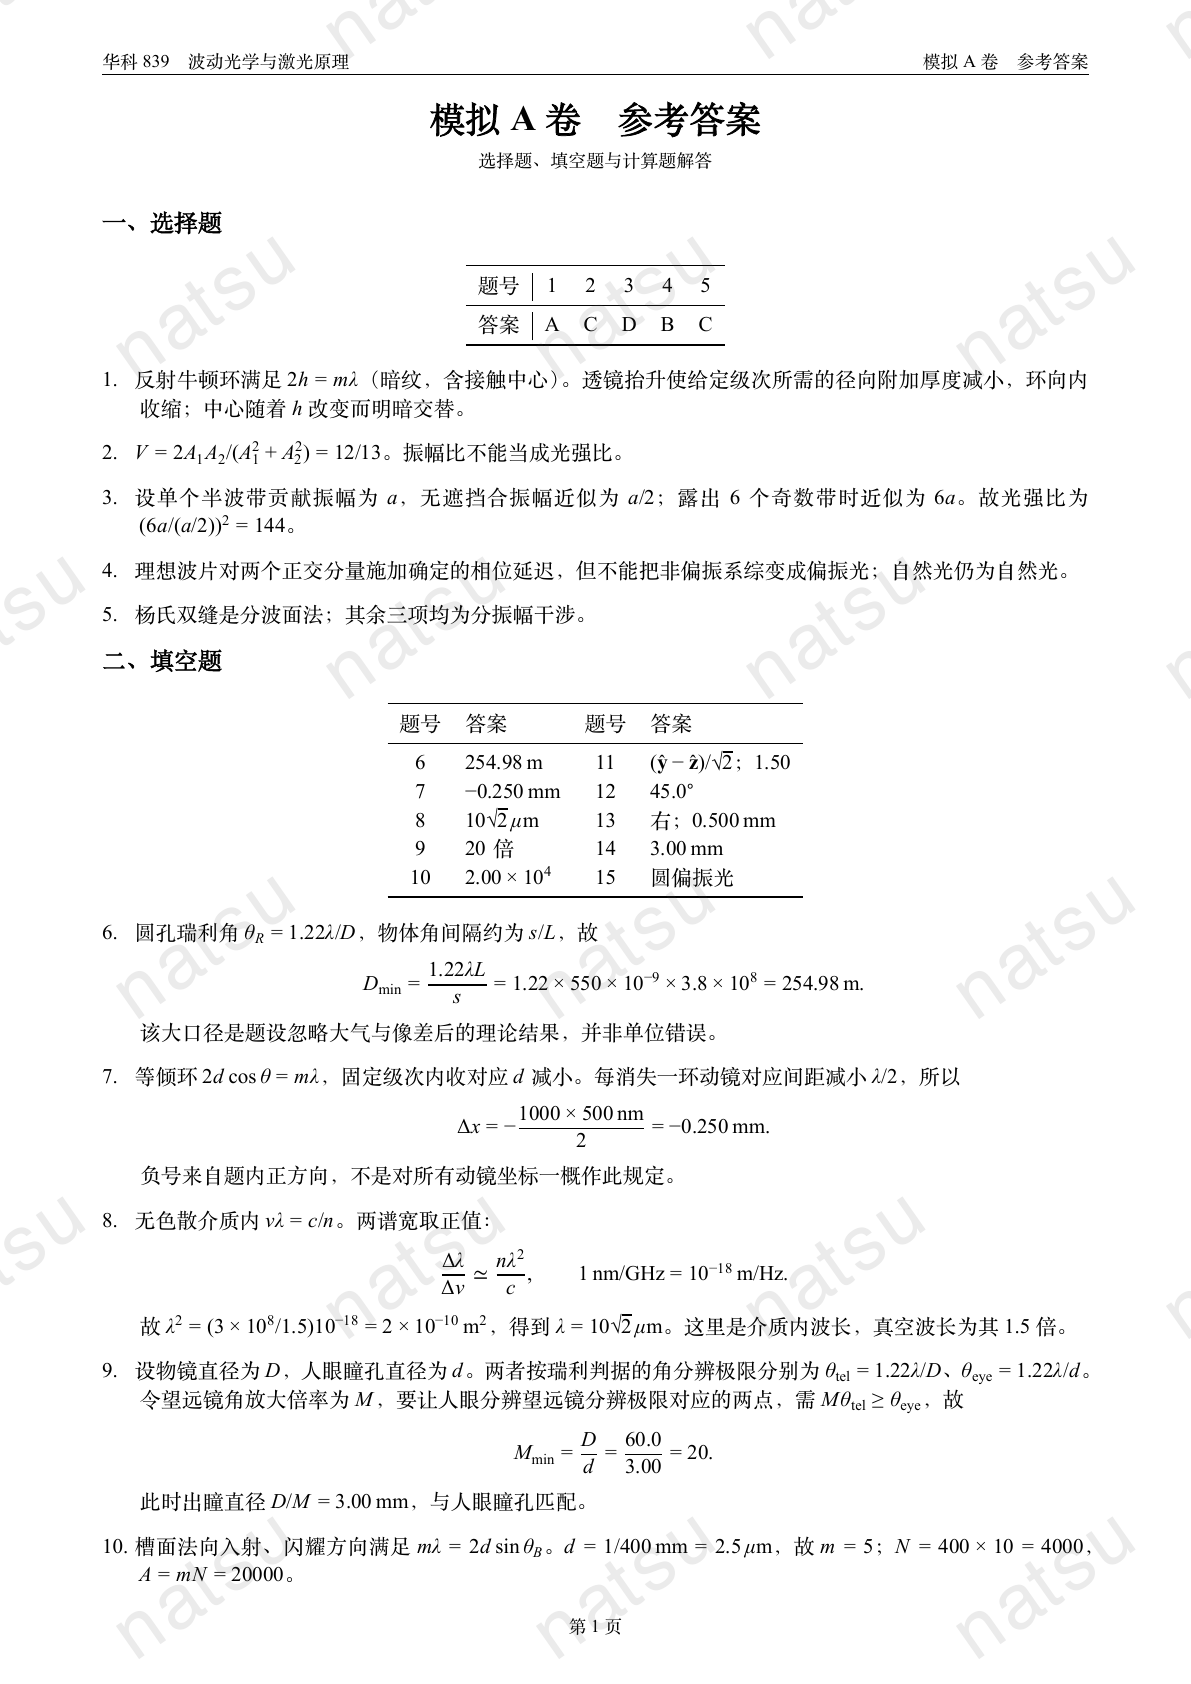 华科 839 波动光学与激光原理 模拟 A 卷 参考答案
模拟 A 卷 参考答案
选择题、填空题与计算题解答
一、选择题
题号 1 2 3 4 5
答案 A C D B C
1. 反射牛顿环满足 2h = mλ（暗纹，含接触中心）。透镜抬升使给定级次所需的径向附加厚度减小，环向内
收缩；中心随着 h 改变而明暗交替。
2. V = 2A₁A₂/(A₁² + A₂²) = 12/13。振幅比不能当成光强比。
3. 设单个半波带贡献振幅为 a，无遮挡合振幅近似为 a/2；露出 6 个奇数带时近似为 6a。故光强比为
(6a/(a/2))² = 144。
4. 理想波片对两个正交分量施加确定的相位延迟，但不能把非偏振系综变成偏振光；自然光仍为自然光。
5. 杨氏双缝是分波面法；其余三项均为分振幅干涉。
二、填空题
题号 答案 题号 答案
6 254.98 m 11 (ŷ − ẑ)/√2；1.50
7 −0.250 mm 12 45.0°
8 10√2 μm 13 右；0.500 mm
9 20 倍 14 3.00 mm
10 2.00 × 10⁴ 15 圆偏振光
6. 圆孔瑞利角 θ_R = 1.22λ/D，物体角间隔约为 s/L，故
D_min = 1.22λL/s = 1.22 × 550 × 10⁻⁹ × 3.8 × 10⁸ = 254.98 m.
该大口径是题设忽略大气与像差后的理论结果，并非单位错误。
7. 等倾环 2d cos θ = mλ，固定级次内收对应 d 减小。每消失一环动镜对应间距减小 λ/2，所以
Δx = −(1000 × 500 nm)/2 = −0.250 mm.
负号来自题内正方向，不是对所有动镜坐标一概作此规定。
8. 无色散介质内 νλ = c/n。两谱宽取正值：
Δλ/Δν ≃ nλ²/c, 1 nm/GHz = 10⁻¹⁸ m/Hz.
故 λ² = (3 × 10⁸/1.5)10⁻¹⁸ = 2 × 10⁻¹⁰ m²，得到 λ = 10√2 μm。这里是介质内波长，真空波长为其 1.5 倍。
9. 设物镜直径为 D，人眼瞳孔直径为 d。两者按瑞利判据的角分辨极限分别为 θ_tel = 1.22λ/D、θ_eye = 1.22λ/d。
令望远镜角放大倍率为 M，要让人眼分辨望远镜分辨极限对应的两点，需 Mθ_tel ≥ θ_eye，故
M_min = D/d = 60.0/3.00 = 20.
此时出瞳直径 D/M = 3.00 mm，与人眼瞳孔匹配。
10. 槽面法向入射、闪耀方向满足 mλ = 2d sin θ_B。d = 1/400 mm = 2.5 μm，故 m = 5；N = 400 × 10 = 4000，
A = mN = 20000。
第 1 页
natsu